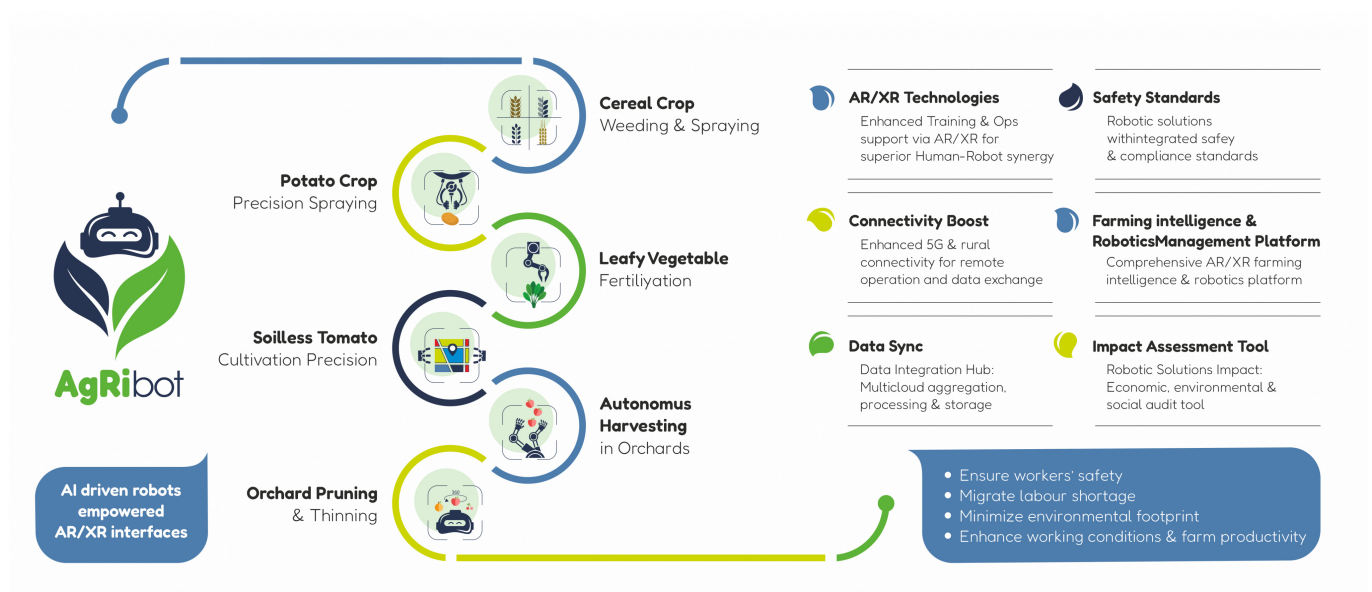 AgRibot
AI driven robots
empowered
AR/XR interfaces
Cereal Crop
Weeding & Spraying
Potato Crop
Precision Spraying
Leafy Vegetable
Fertiliyation
Soilless Tomato
Cultivation Precision
Autonomus
Harvesting
in Orchards
Orchard Pruning
& Thinning
AR/XR Technologies
Enhanced Training & Ops
support via AR/XR for
superior Human-Robot synergy
Safety Standards
Robotic solutions
withintegrated safey
& compliance standards
Connectivity Boost
Enhanced 5G & rural
connectivity for remote
operation and data exchange
Farming intelligence &
RoboticsManagement Platform
Comprehensive AR/XR farming
intelligence & robotics platform
Data Sync
Data Integration Hub:
Multicloud aggregation,
processing & storage
Impact Assessment Tool
Robotic Solutions Impact:
Economic, environmental &
social audit tool
• Ensure workers' safety
• Migrate labour shortage
• Minimize environmental footprint
• Enhance working conditions & farm productivity